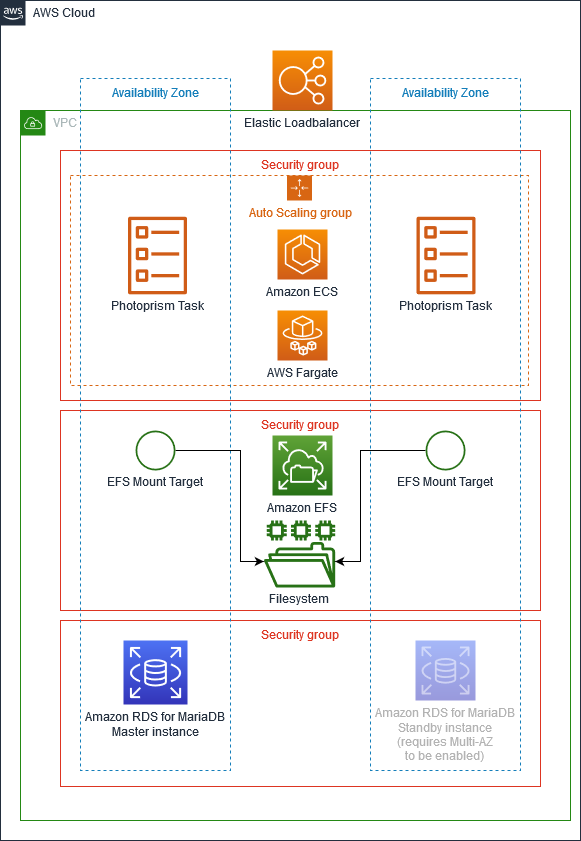 aws
AWS Cloud
Availability Zone
Availability Zone
Elastic Loadbalancer
VPC
Security group
Auto Scaling group
Photoprism Task
Amazon ECS
Photoprism Task
AWS Fargate
Security group
EFS Mount Target
EFS Mount Target
Amazon EFS
Filesystem
Security group
Amazon RDS for MariaDB
Master instance
Amazon RDS for MariaDB
Standby instance
(requires Multi-AZ
to be enabled)